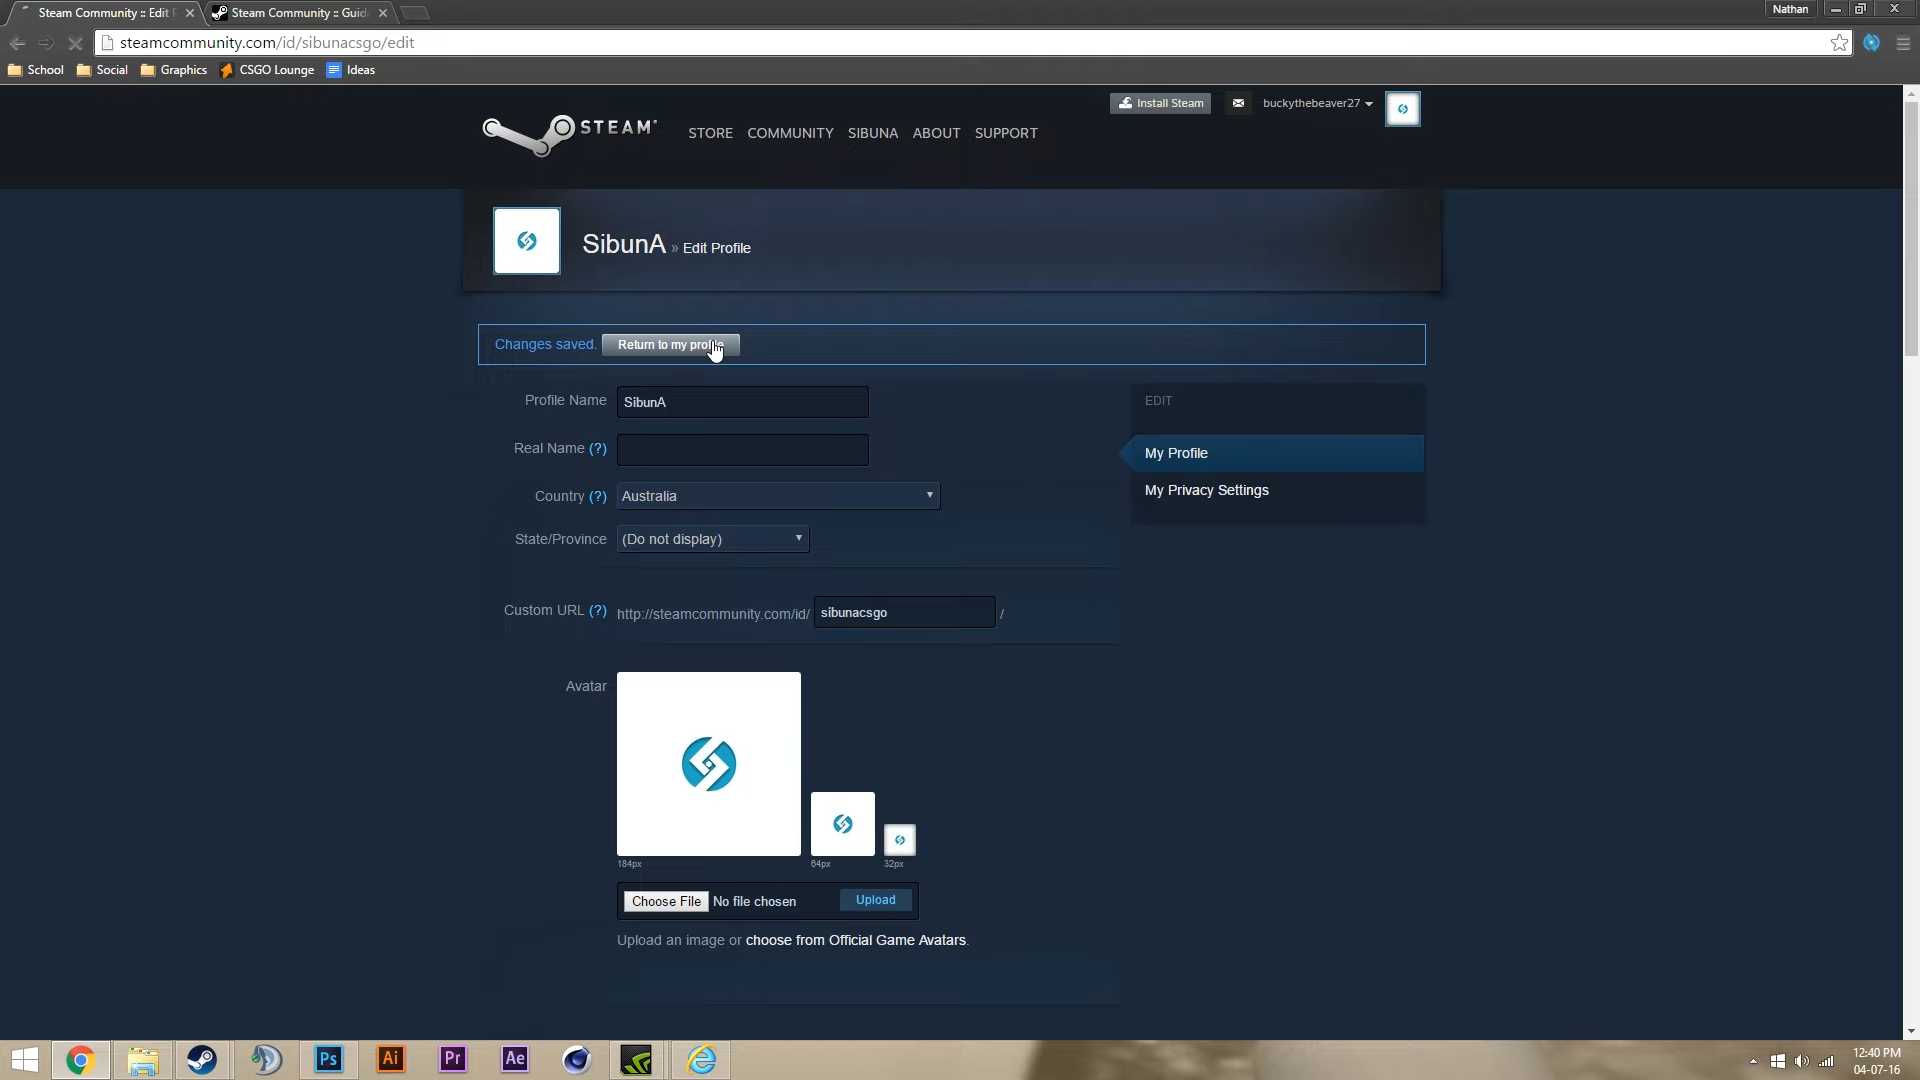 Steam Community :: Edit
Steam Community :: Guid
Nathan
steamcommunity.com/id/sibunacsgo/edit
School
Social
Graphics
CSGO Lounge
Ideas
Install Steam
buckythebeaver27
STEAM
STORE
COMMUNITY
SIBUNA
ABOUT
SUPPORT
SibunA » Edit Profile
Changes saved.
Return to my profile
Profile Name
SibunA
EDIT
Real Name (?)
My Profile
Country (?)
Australia
My Privacy Settings
State/Province
(Do not display)
Custom URL (?)
http://steamcommunity.com/id/
sibunacsgo
/
Avatar
184px
64px
32px
Choose File
No file chosen
Upload
Upload an image or choose from Official Game Avatars.
Ps
Ai
Pr
Ae
12:40 PM
04-07-16